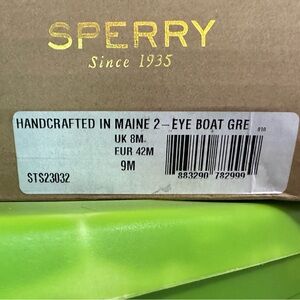 SPERRY
Since 1935
HANDCRAFTED IN MAINE 2-EYE BOAT GRE
UK 8M
EUR 42M
9M
STS23032
883290 782999